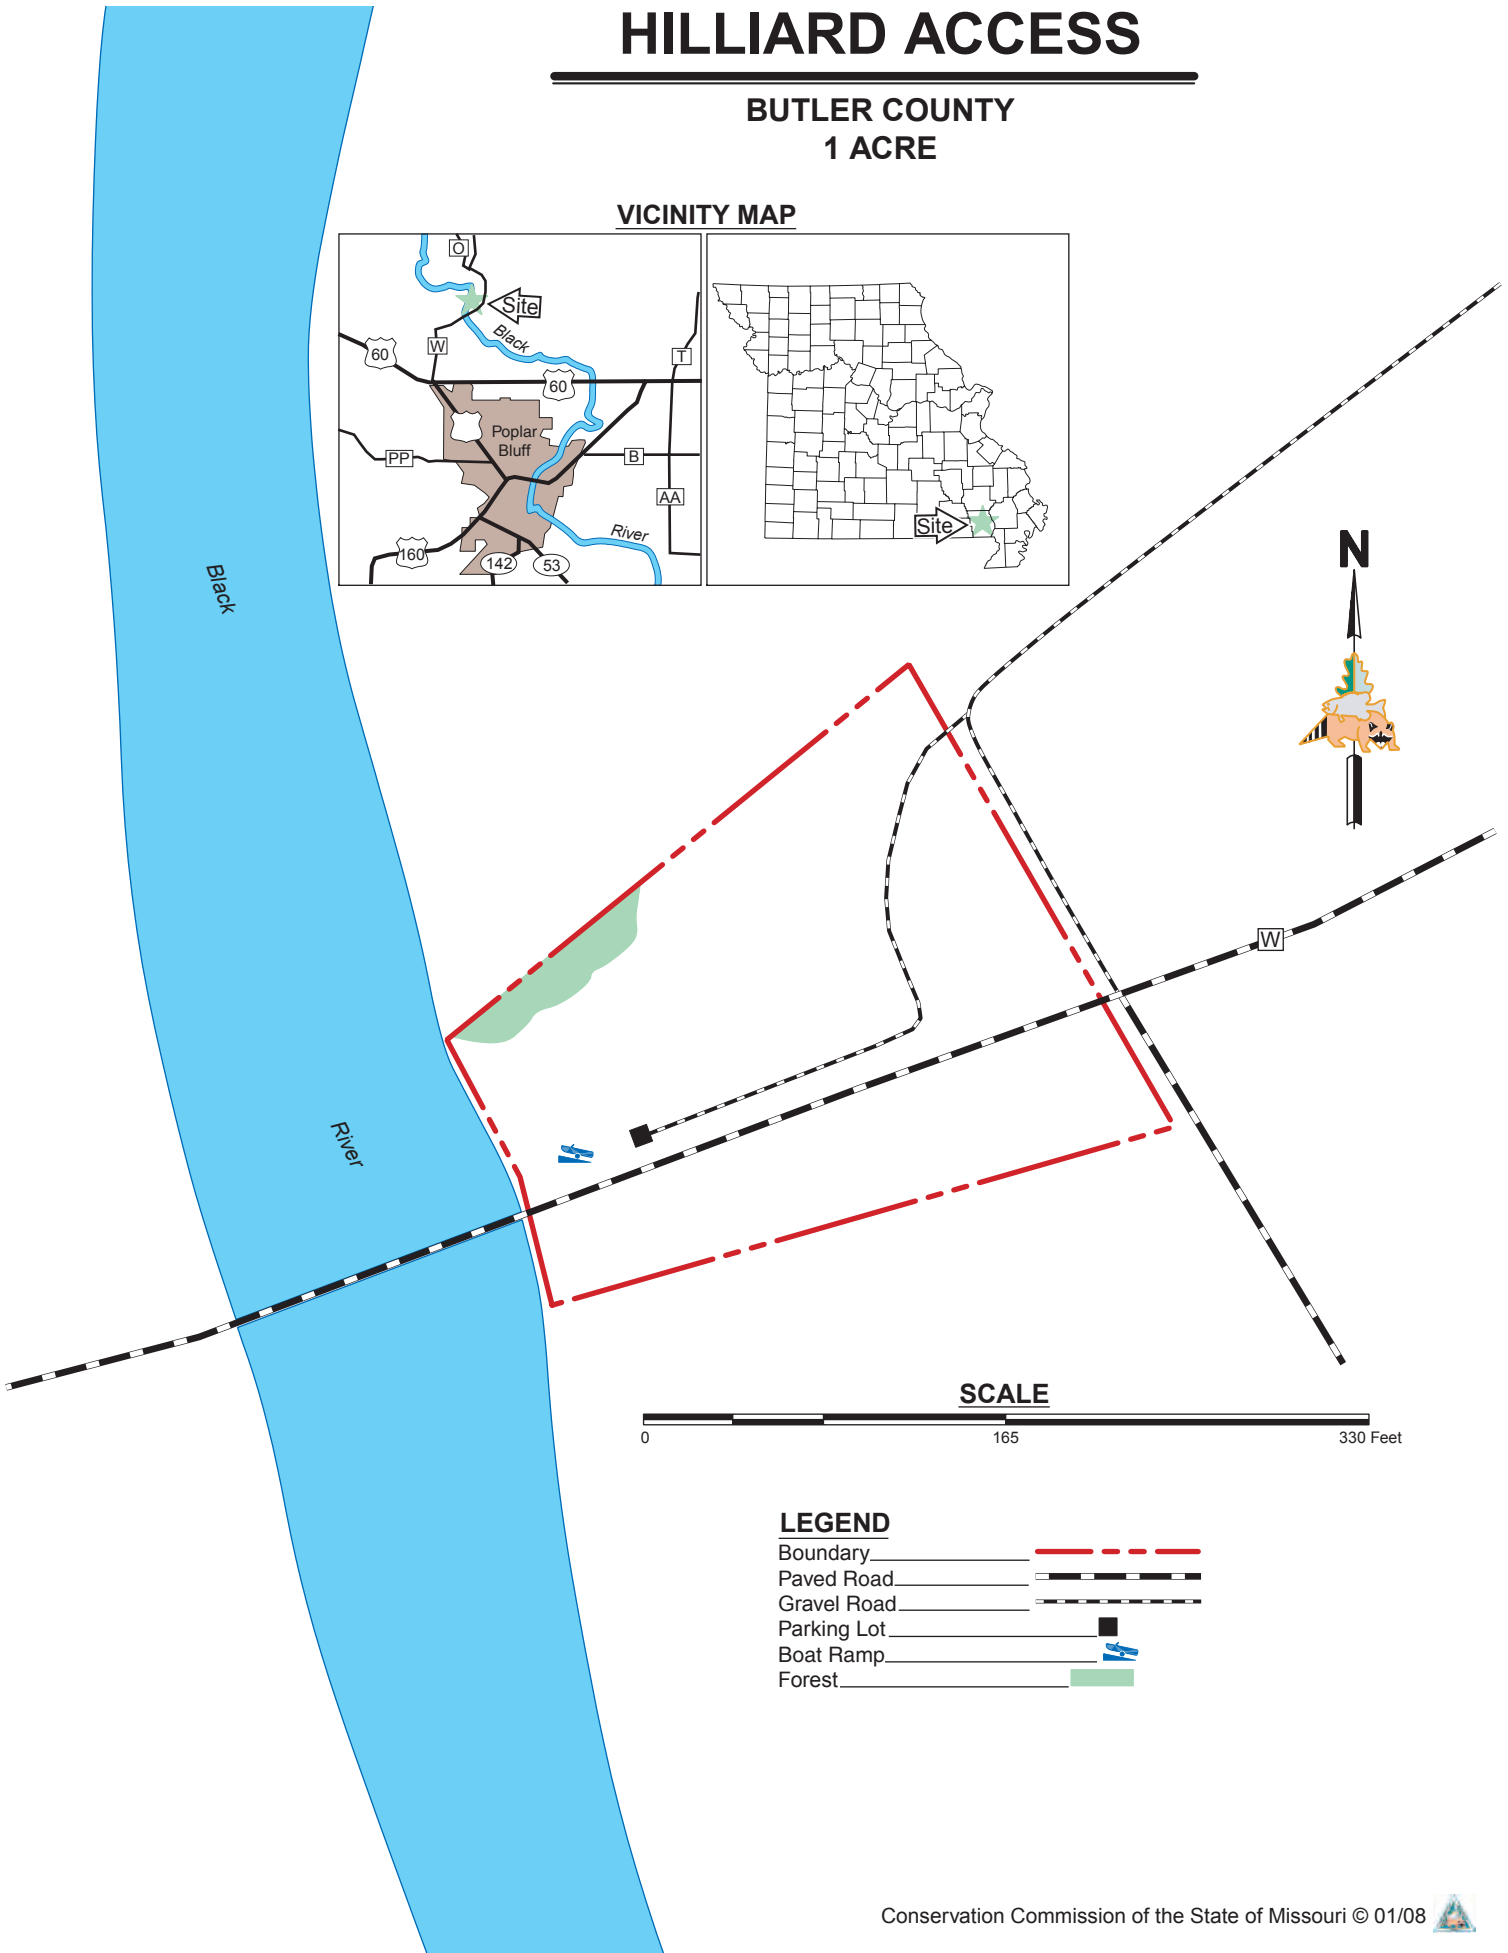 HILLIARD ACCESS
BUTLER COUNTY
1 ACRE
VICINITY MAP
O
Site
Black
W
60
T
60
Poplar
Bluff
PP
B
AA
River
160
142
53
Site
N
Black
W
River
SCALE
0 165 330 Feet
LEGEND
Boundary
Paved Road
Gravel Road
Parking Lot
Boat Ramp
Forest
Conservation Commission of the State of Missouri © 01/08